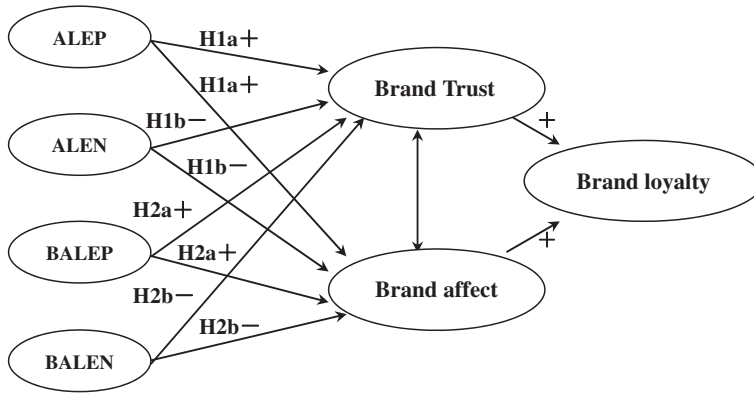 ALEP
H1a+
H1a+
Brand Trust
+
H1b−
ALEN
H1b−
Brand loyalty
H2a+
BALEP
H2a+
+
Brand affect
H2b−
H2b−
BALEN